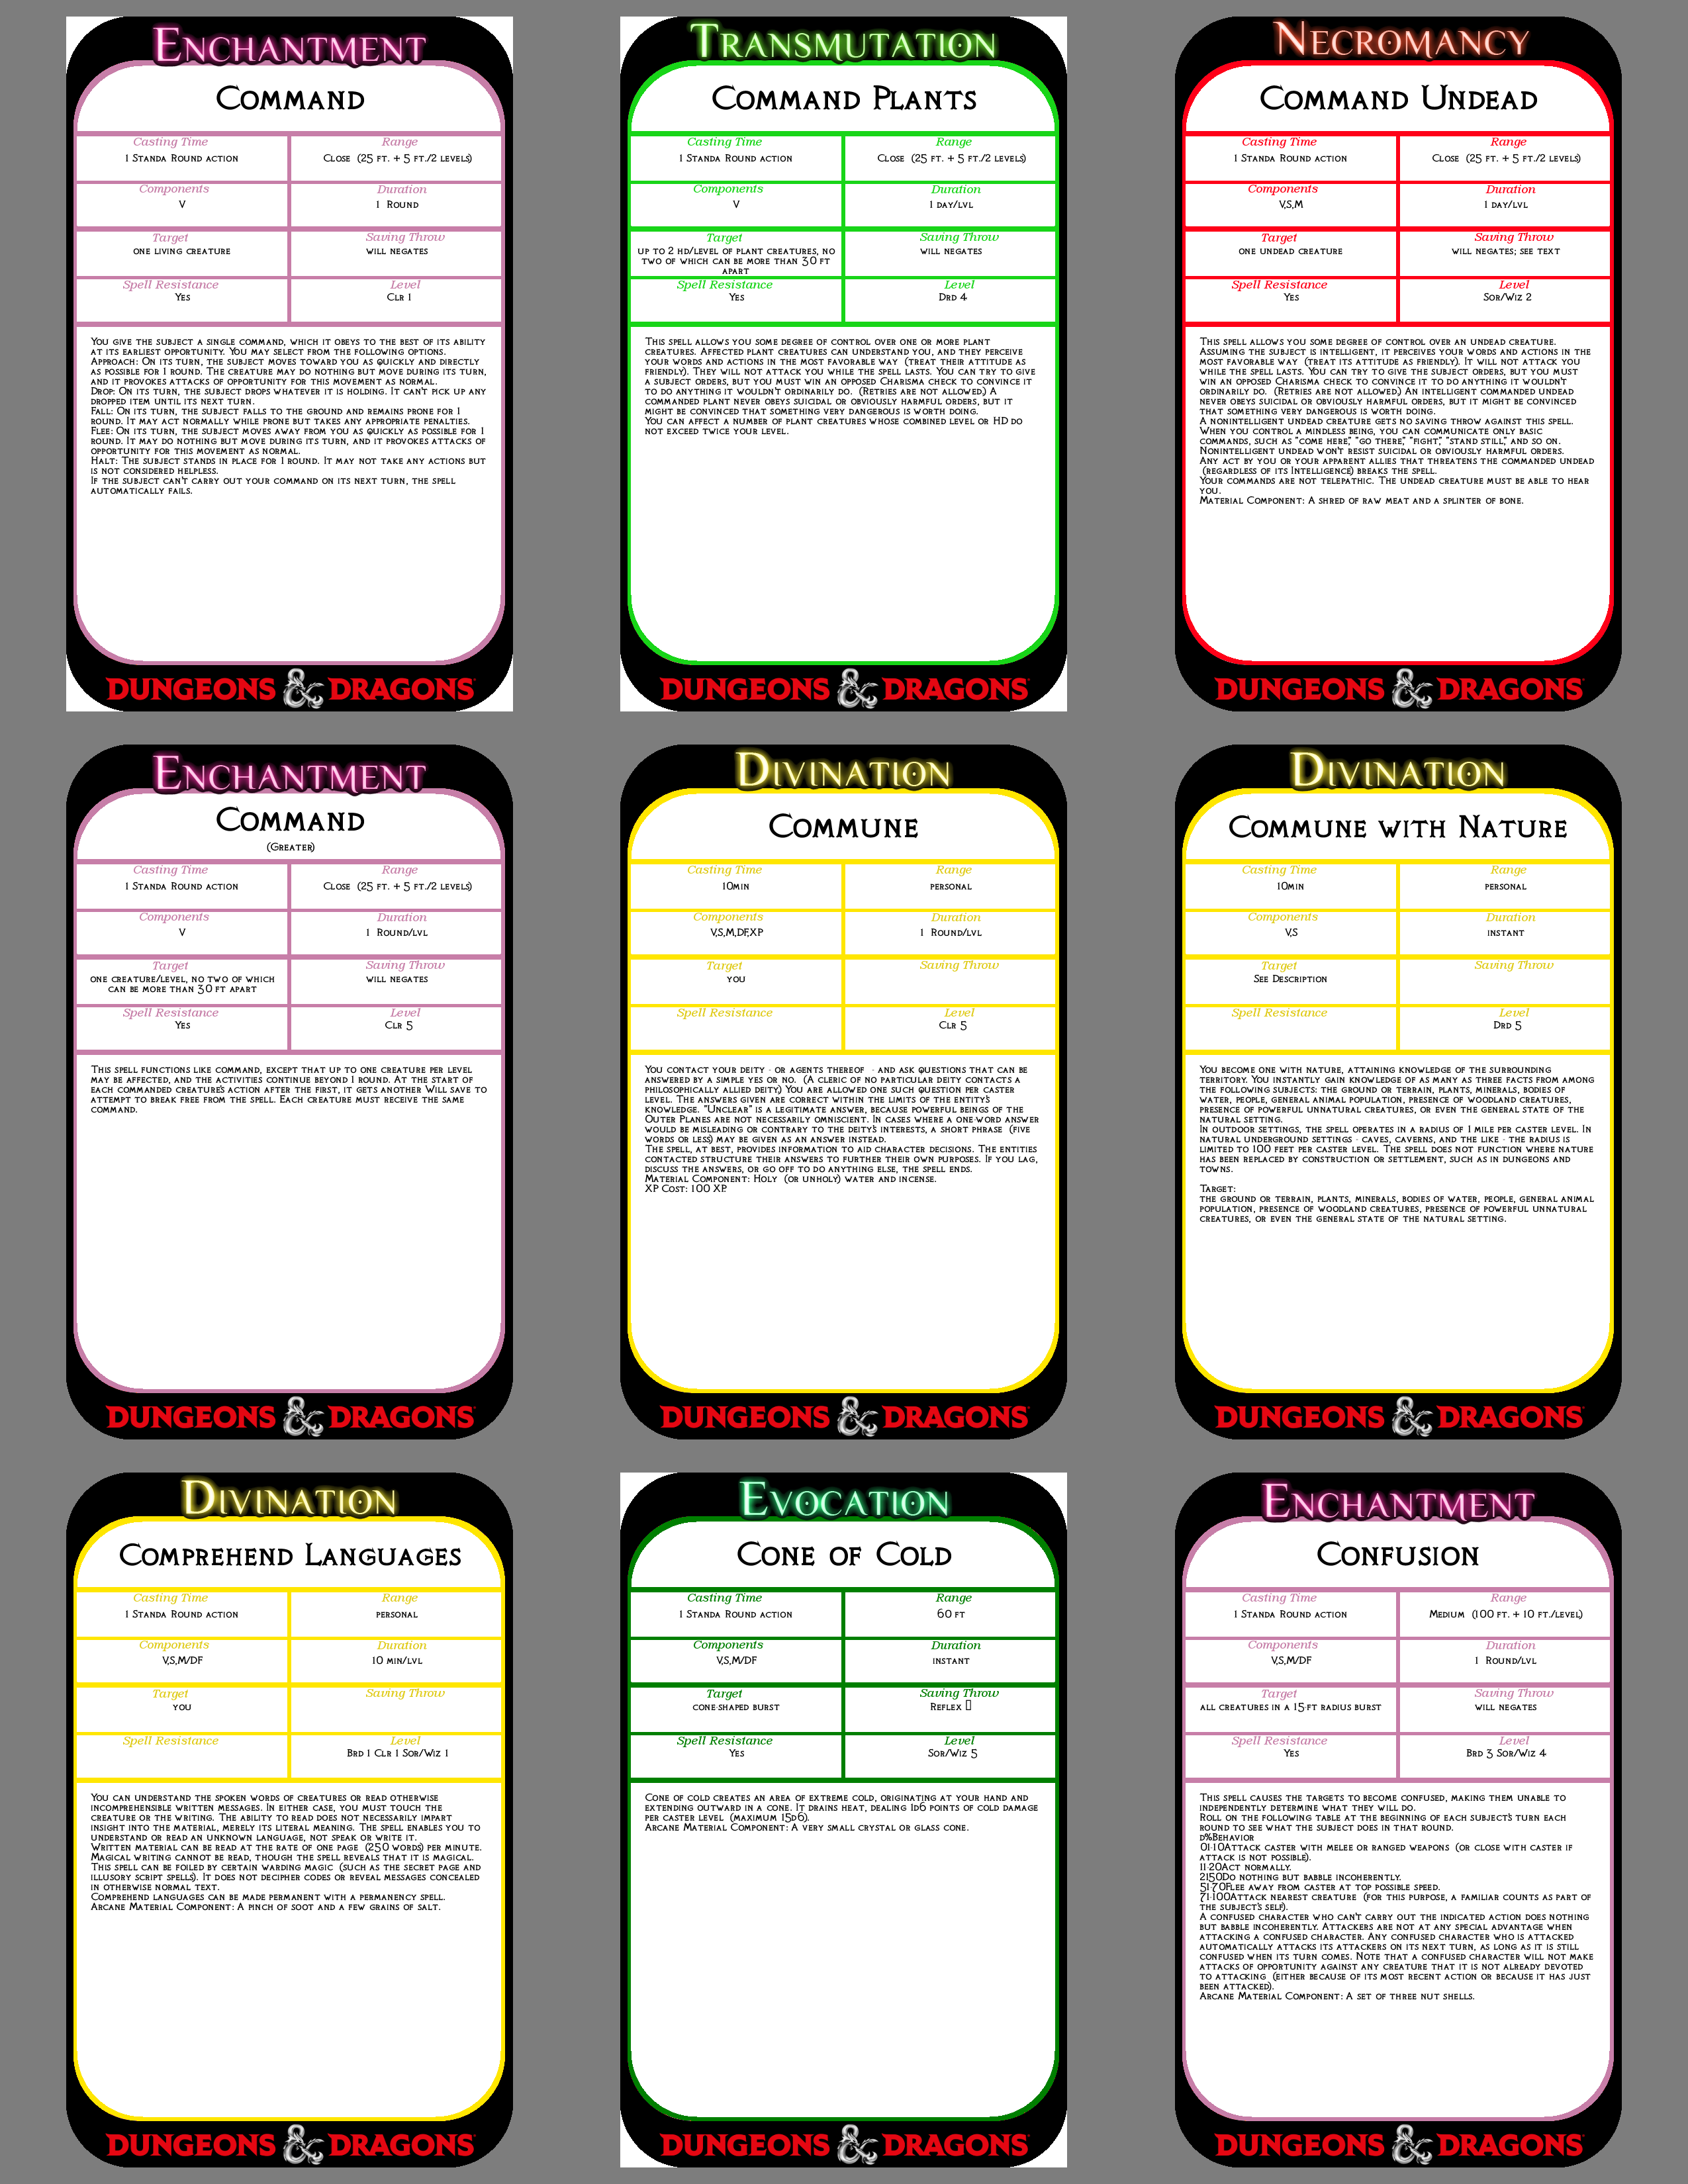 Enchantment
Command
Casting Time
Range
1 Standa Round action
Close (25 ft. + 5 ft./2 levels)
Components
Duration
V
1 Round
Target
Saving Throw
one living creature
will negates
Spell Resistance
Level
Yes
Clr 1
You give the subject a single command, which it obeys to the best of its ability
at its earliest opportunity. You may select from the following options.
Approach: On its turn, the subject moves toward you as quickly and directly
as possible for 1 round. The creature may do nothing but move during its turn,
and it provokes attacks of opportunity for this movement as normal.
Drop: On its turn, the subject drops whatever it is holding. It can't pick up any
dropped item until its next turn.
Fall: On its turn, the subject falls to the ground and remains prone for 1
round. It may act normally while prone but takes any appropriate penalties.
Flee: On its turn, the subject moves away from you as quickly as possible for 1
round. It may do nothing but move during its turn, and it provokes attacks of
opportunity for this movement as normal.
Halt: The subject stands in place for 1 round. It may not take any actions but
is not considered helpless.
If the subject can't carry out your command on its next turn, the spell
automatically fails.
DUNGEONS & DRAGONS
Transmutation
Command Plants
Casting Time
Range
1 Standa Round action
Close (25 ft. + 5 ft./2 levels)
Components
Duration
V
1 day/lvl
Target
Saving Throw
up to 2 hd/level of plant creatures, no
two of which can be more than 30 ft
apart
will negates
Spell Resistance
Level
Yes
Drd 4
This spell allows you some degree of control over one or more plant
creatures. Affected plant creatures can understand you, and they perceive
your words and actions in the most favorable way (treat their attitude as
friendly). They will not attack you while the spell lasts. You can try to give
a subject orders, but you must win an opposed Charisma check to convince it
to do anything it wouldn't ordinarily do. (Retries are not allowed.) A
commanded plant never obeys suicidal or obviously harmful orders, but it
might be convinced that something very dangerous is worth doing.
You can affect a number of plant creatures whose combined level or HD do
not exceed twice your level.
DUNGEONS & DRAGONS
Necromancy
Command Undead
Casting Time
Range
1 Standa Round action
Close (25 ft. + 5 ft./2 levels)
Components
Duration
V,S,M
1 day/lvl
Target
Saving Throw
one undead creature
will negates; see text
Spell Resistance
Level
Yes
Sor/Wiz 2
This spell allows you some degree of control over an undead creature.
Assuming the subject is intelligent, it perceives your words and actions in the
most favorable way (treat its attitude as friendly). It will not attack you
while the spell lasts. You can try to give the subject orders, but you must
win an opposed Charisma check to convince it to do anything it wouldn't
ordinarily do. (Retries are not allowed.) An intelligent commanded undead
never obeys suicidal or obviously harmful orders, but it might be convinced
that something very dangerous is worth doing.
A nonintelligent undead creature gets no saving throw against this spell.
When you control a mindless being, you can communicate only basic
commands, such as "come here," "go there," "fight," "stand still," and so on.
Nonintelligent undead won't resist suicidal or obviously harmful orders.
Any act by you or your apparent allies that threatens the commanded undead
(regardless of its Intelligence) breaks the spell.
Your commands are not telepathic. The undead creature must be able to hear
you.
Material Component: A shred of raw meat and a splinter of bone.
DUNGEONS & DRAGONS
Enchantment
Command
(Greater)
Casting Time
Range
1 Standa Round action
Close (25 ft. + 5 ft./2 levels)
Components
Duration
V
1 Round/lvl
Target
Saving Throw
one creature/level, no two of which
can be more than 30 ft apart
will negates
Spell Resistance
Level
Yes
Clr 5
This spell functions like command, except that up to one creature per level
may be affected, and the activities continue beyond 1 round. At the start of
each commanded creature's action after the first, it gets another Will save to
attempt to break free from the spell. Each creature must receive the same
command.
DUNGEONS & DRAGONS
Divination
Commune
Casting Time
Range
10min
personal
Components
Duration
V,S,M,DF,XP
1 Round/lvl
Target
Saving Throw
you
Spell Resistance
Level
Clr 5
You contact your deity - or agents thereof - and ask questions that can be
answered by a simple yes or no. (A cleric of no particular deity contacts a
philosophically allied deity.) You are allowed one such question per caster
level. The answers given are correct within the limits of the entity's
knowledge. "Unclear" is a legitimate answer, because powerful beings of the
Outer Planes are not necessarily omniscient. In cases where a one-word answer
would be misleading or contrary to the deity's interests, a short phrase (five
words or less) may be given as an answer instead.
The spell, at best, provides information to aid character decisions. The entities
contacted structure their answers to further their own purposes. If you lag,
discuss the answers, or go off to do anything else, the spell ends.
Material Component: Holy (or unholy) water and incense.
XP Cost: 100 XP.
DUNGEONS & DRAGONS
Divination
Commune with Nature
Casting Time
Range
10min
personal
Components
Duration
V,S
instant
Target
Saving Throw
See Description
Spell Resistance
Level
Drd 5
You become one with nature, attaining knowledge of the surrounding
territory. You instantly gain knowledge of as many as three facts from among
the following subjects: the ground or terrain, plants, minerals, bodies of
water, people, general animal population, presence of woodland creatures,
presence of powerful unnatural creatures, or even the general state of the
natural setting.
In outdoor settings, the spell operates in a radius of 1 mile per caster level. In
natural underground settings - caves, caverns, and the like - the radius is
limited to 100 feet per caster level. The spell does not function where nature
has been replaced by construction or settlement, such as in dungeons and
towns.
Target:
the ground or terrain, plants, minerals, bodies of water, people, general animal
population, presence of woodland creatures, presence of powerful unnatural
creatures, or even the general state of the natural setting.
DUNGEONS & DRAGONS
Divination
Comprehend Languages
Casting Time
Range
1 Standa Round action
personal
Components
Duration
V,S,M/DF
10 min/lvl
Target
Saving Throw
you
Spell Resistance
Level
Brd 1 Clr 1 Sor/Wiz 1
You can understand the spoken words of creatures or read otherwise
incomprehensible written messages. In either case, you must touch the
creature or the writing. The ability to read does not necessarily impart
insight into the material, merely its literal meaning. The spell enables you to
understand or read an unknown language, not speak or write it.
Written material can be read at the rate of one page (250 words) per minute.
Magical writing cannot be read, though the spell reveals that it is magical.
This spell can be foiled by certain warding magic (such as the secret page and
illusory script spells). It does not decipher codes or reveal messages concealed
in otherwise normal text.
Comprehend languages can be made permanent with a permanency spell.
Arcane Material Component: A pinch of soot and a few grains of salt.
DUNGEONS & DRAGONS
Evocation
Cone of Cold
Casting Time
Range
1 Standa Round action
60 ft
Components
Duration
V,S,M/DF
instant
Target
Saving Throw
cone-shaped burst
Reflex
Spell Resistance
Level
Yes
Sor/Wiz 5
Cone of cold creates an area of extreme cold, originating at your hand and
extending outward in a cone. It drains heat, dealing 1d6 points of cold damage
per caster level (maximum 15d6).
Arcane Material Component: A very small crystal or glass cone.
DUNGEONS & DRAGONS
Enchantment
Confusion
Casting Time
Range
1 Standa Round action
Medium (100 ft. + 10 ft./level)
Components
Duration
V,S,M/DF
1 Round/lvl
Target
Saving Throw
all creatures in a 15-ft radius burst
will negates
Spell Resistance
Level
Yes
Brd 3 Sor/Wiz 4
This spell causes the targets to become confused, making them unable to
independently determine what they will do.
Roll on the following table at the beginning of each subject's turn each
round to see what the subject does in that round.
d%Behavior
01-10Attack caster with melee or ranged weapons (or close with caster if
attack is not possible).
11-20Act normally.
2150Do nothing but babble incoherently.
51-70Flee away from caster at top possible speed.
71-100Attack nearest creature (for this purpose, a familiar counts as part of
the subject's self).
A confused character who can't carry out the indicated action does nothing
but babble incoherently. Attackers are not at any special advantage when
attacking a confused character. Any confused character who is attacked
automatically attacks its attackers on its next turn, as long as it is still
confused when its turn comes. Note that a confused character will not make
attacks of opportunity against any creature that it is not already devoted
to attacking (either because of its most recent action or because it has just
been attacked).
Arcane Material Component: A set of three nut shells.
DUNGEONS & DRAGONS